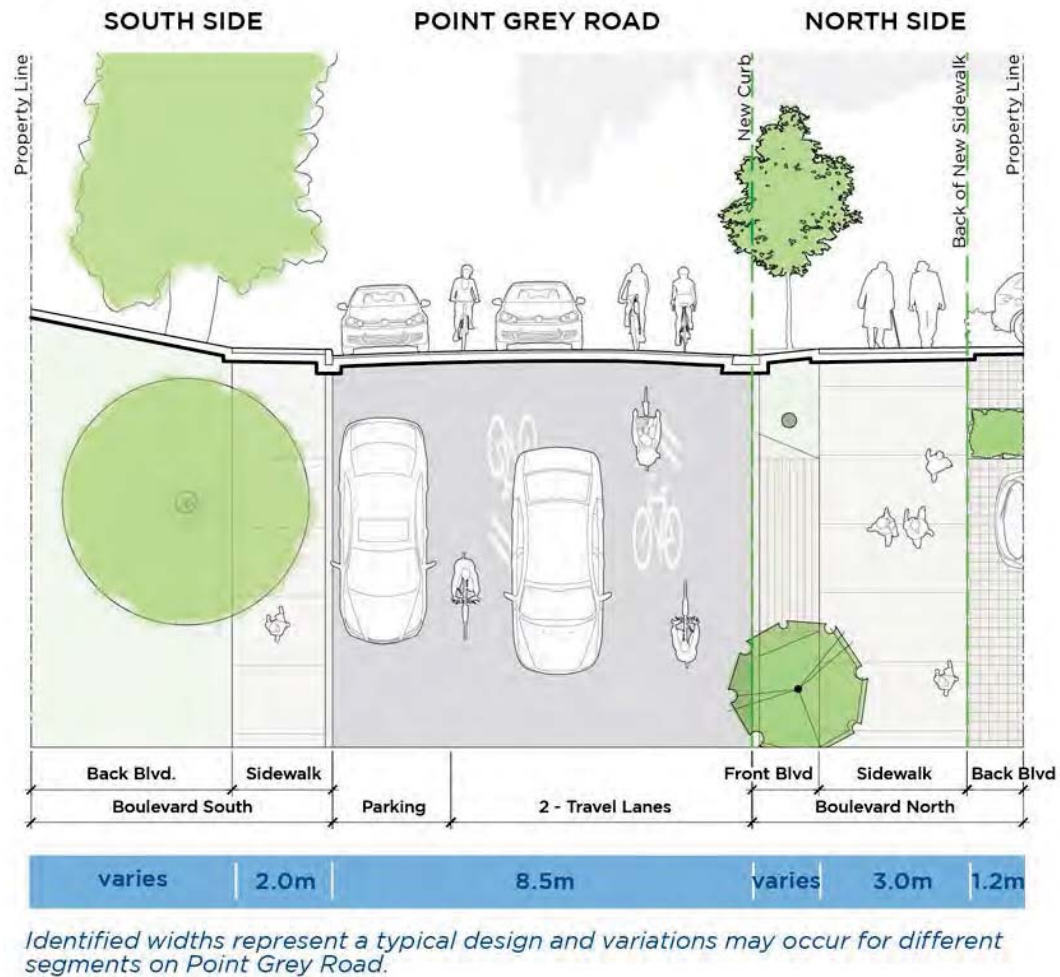 SOUTH SIDE
POINT GREY ROAD
NORTH SIDE
Property Line
New Curb
Back of New Sidewalk
Property Line
Back Blvd.
Sidewalk
Front Blvd
Sidewalk
Back Blvd
Boulevard South
Parking
2 - Travel Lanes
Boulevard North
varies
2.0m
8.5m
varies
3.0m
1.2m
Identified widths represent a typical design and variations may occur for different
segments on Point Grey Road.